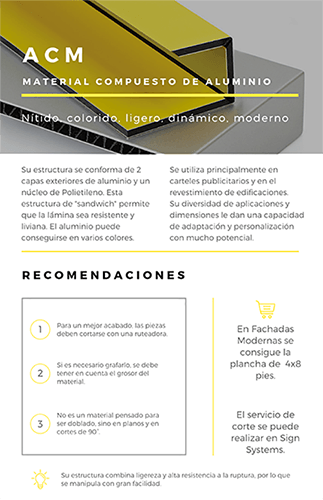 ACM
MATERIAL COMPUESTO DE ALUMINIO
Nítido, colorido, ligero, dinámico, moderno
Su estructura se conforma de 2
capas exteriores de aluminio y un
núcleo de Polietileno. Esta
estructura de "sandwich" permite
que la lámina sea resistente y
liviana. El aluminio puede
conseguirse en varios colores.
Se utiliza principalmente en
carteles publicitarios y en el
revestimiento de edificaciones.
Su diversidad de aplicaciones y
dimensiones le dan una capacidad
de adaptación y personalización
con mucho potencial.
RECOMENDACIONES
1
Para un mejor acabado, las piezas
deben cortarse con una ruteadora.
2
Si es necesario grafarlo, se debe
tener en cuenta el grosor del
material.
3
No es un material pensado para
ser doblado, sino en planos y en
cortes de 90°.
En Fachadas
Modernas se
consigue la
plancha de 4x8
pies.
El servicio de
corte se puede
realizar en Sign
Systems.
Su estructura combina ligereza y alta resistencia a la ruptura, por lo que
se manipula con gran facilidad.